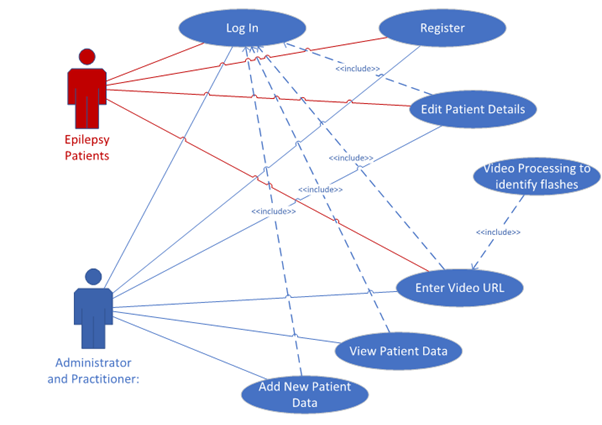 Log In
Register
<<include>>
Edit Patient Details
Epilepsy
Patients
<<include>>
Video Processing to
identify flashes
<<include>>
<<include>>
<<include>>
Enter Video URL
View Patient Data
Administrator
and Practitioner:
Add New Patient
Data